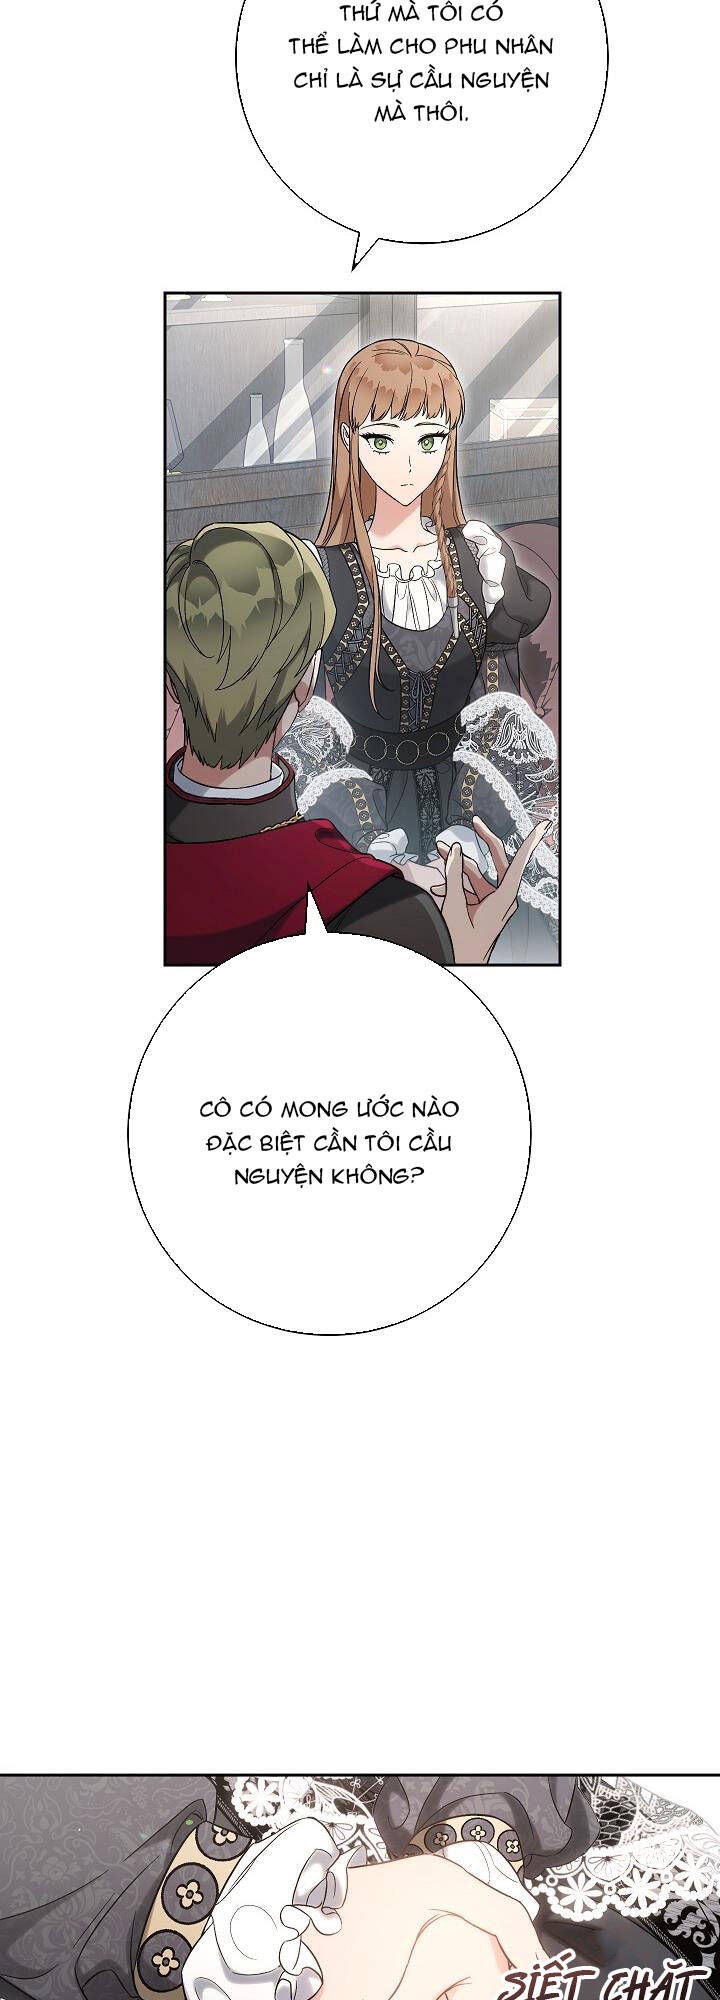 THỨ MÀ TÔI CÓ
THỂ LÀM CHO PHU NHÂN
CHỈ LÀ SỰ CẦU NGUYỆN
MÀ THÔI.
CÔ CÓ MONG ƯỚC NÀO
ĐẶC BIỆT CẦN TÔI CẦU
NGUYỆN KHÔNG?
SIẾT CHẶT